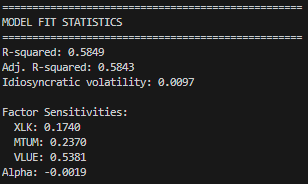 ==================================================
MODEL FIT STATISTICS
==================================================
R-squared: 0.5849
Adj. R-squared: 0.5843
Idiosyncratic volatility: 0.0097
Factor Sensitivities:
XLK: 0.1740
MTUM: 0.2370
VLUE: 0.5381
Alpha: -0.0019